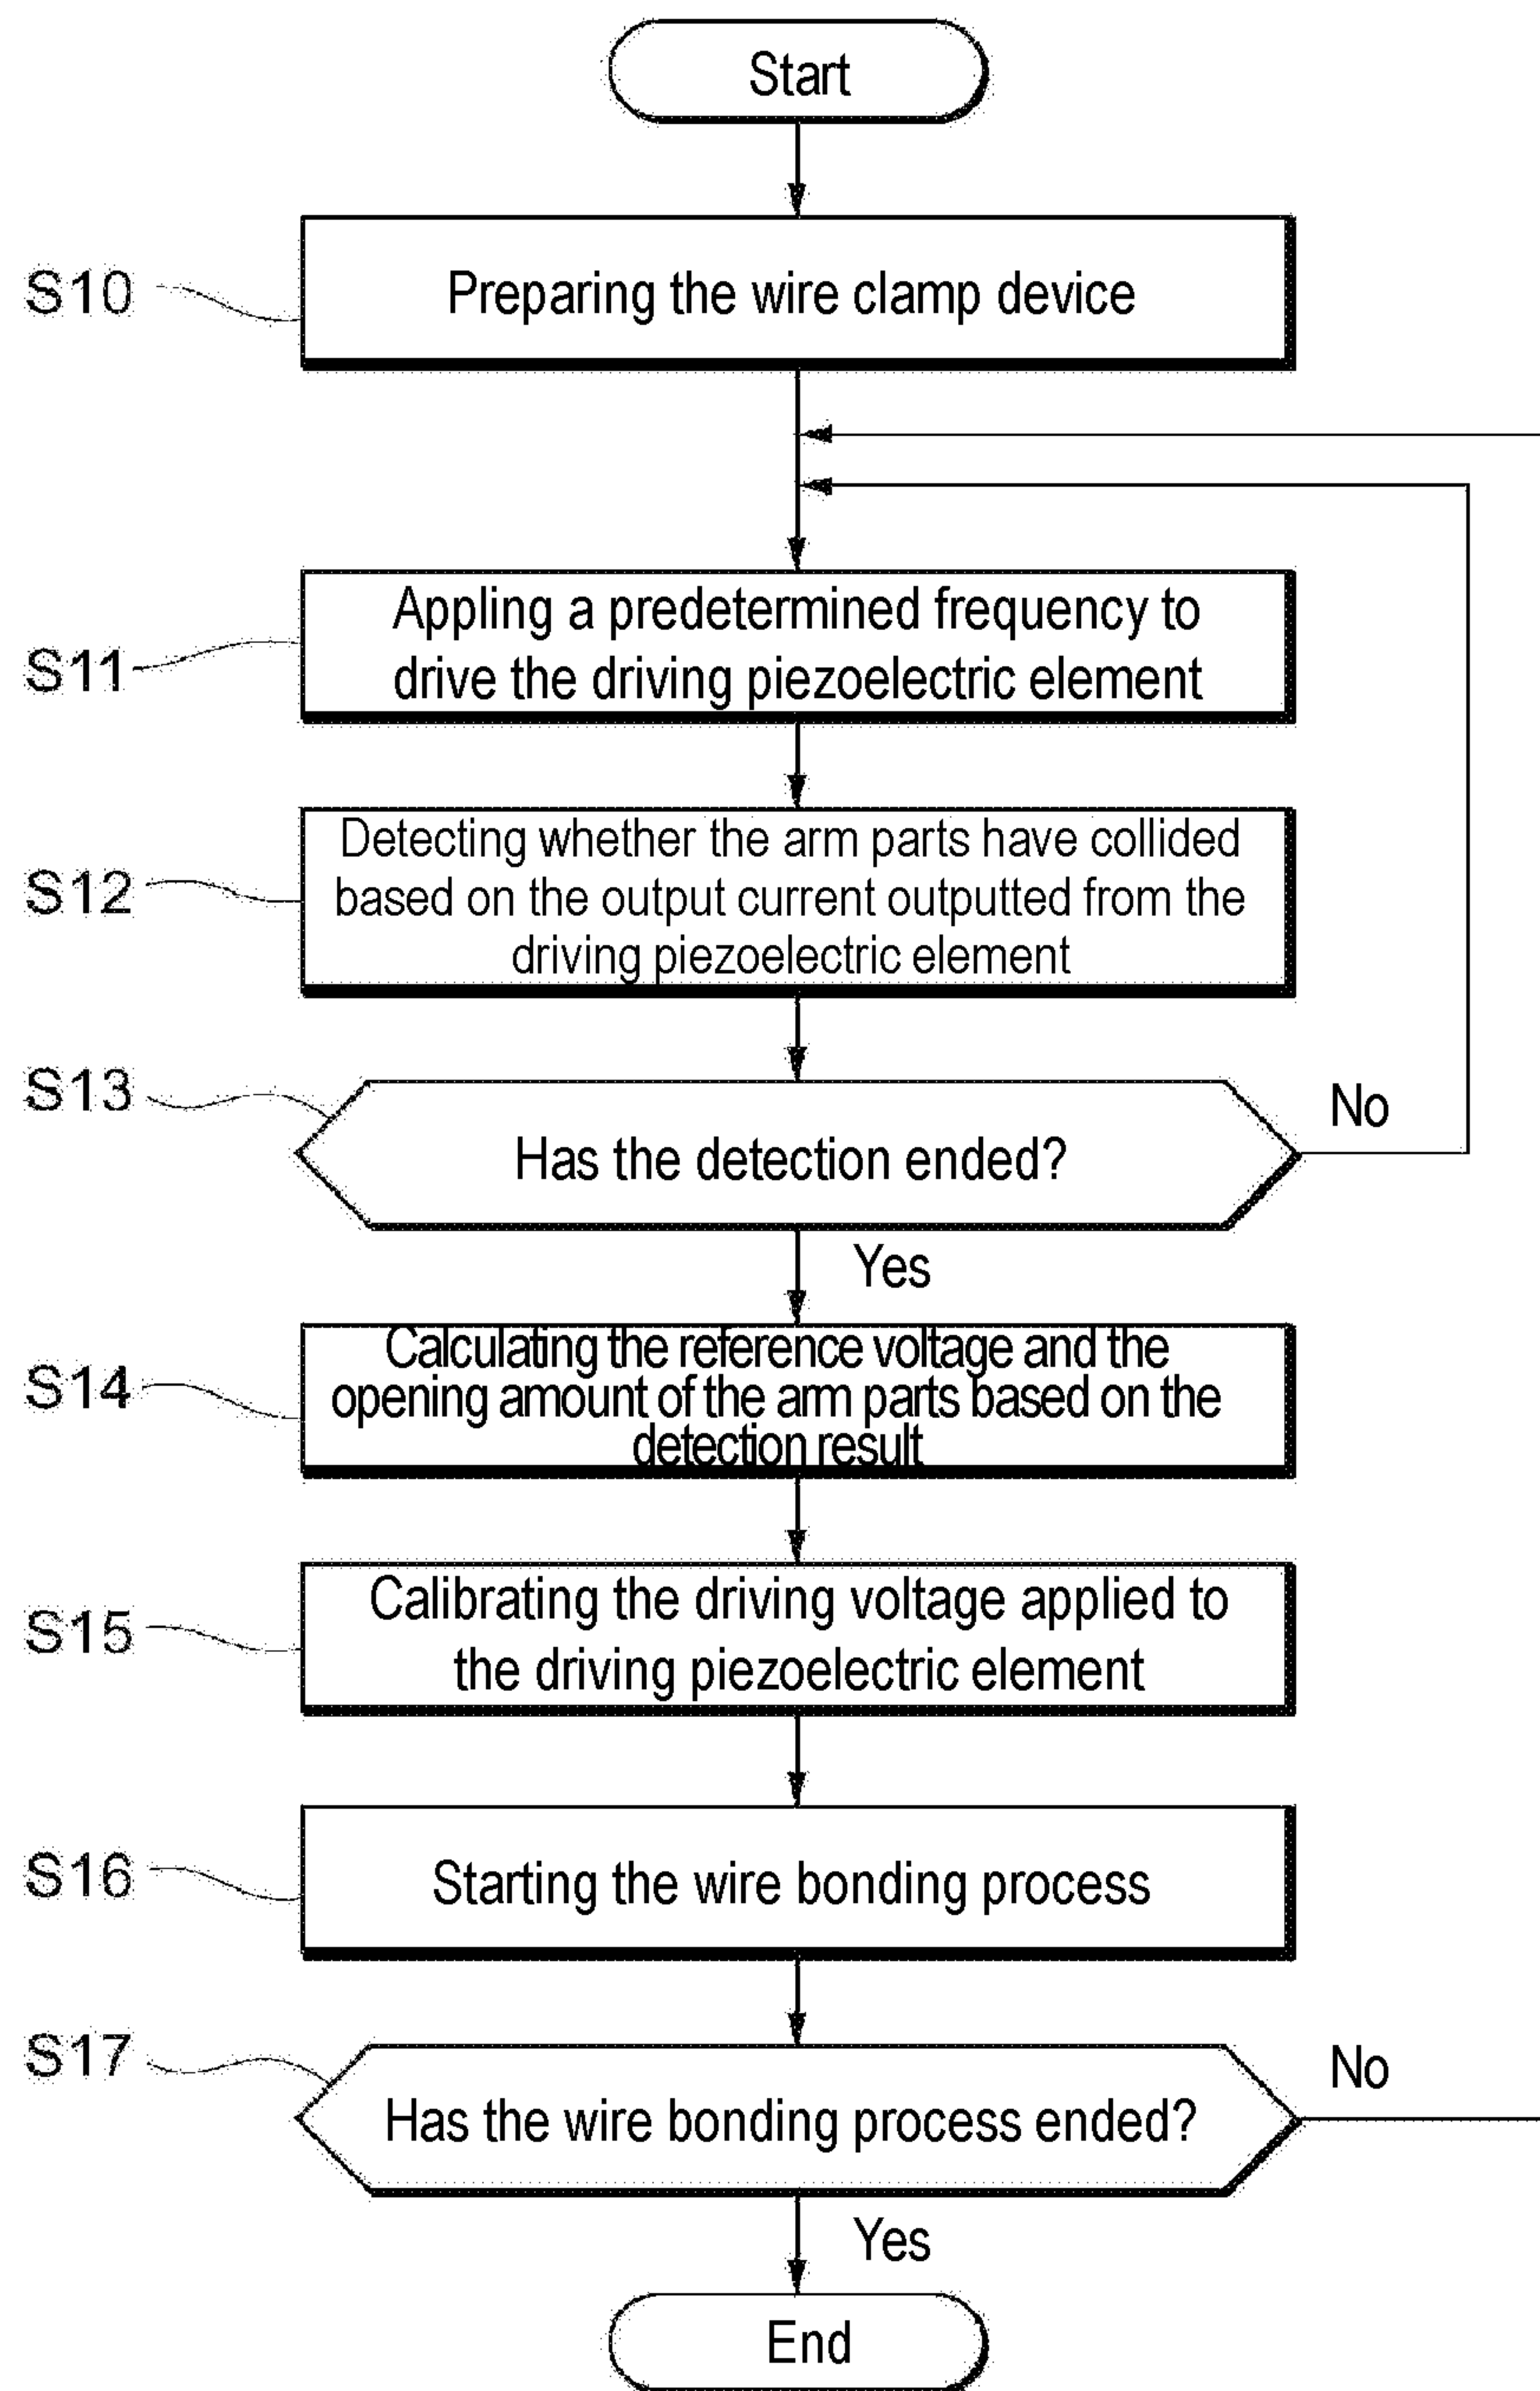 Start
S10
Preparing the wire clamp device
S11
Appling a predetermined frequency to
drive the driving piezoelectric element
S12
Detecting whether the arm parts have collided
based on the output current outputted from the
driving piezoelectric element
S13
No
Has the detection ended?
Yes
S14
Calculating the reference voltage and the
opening amount of the arm parts based on the
detection result
S15
Calibrating the driving voltage applied to
the driving piezoelectric element
S16
Starting the wire bonding process
S17
No
Has the wire bonding process ended?
Yes
End